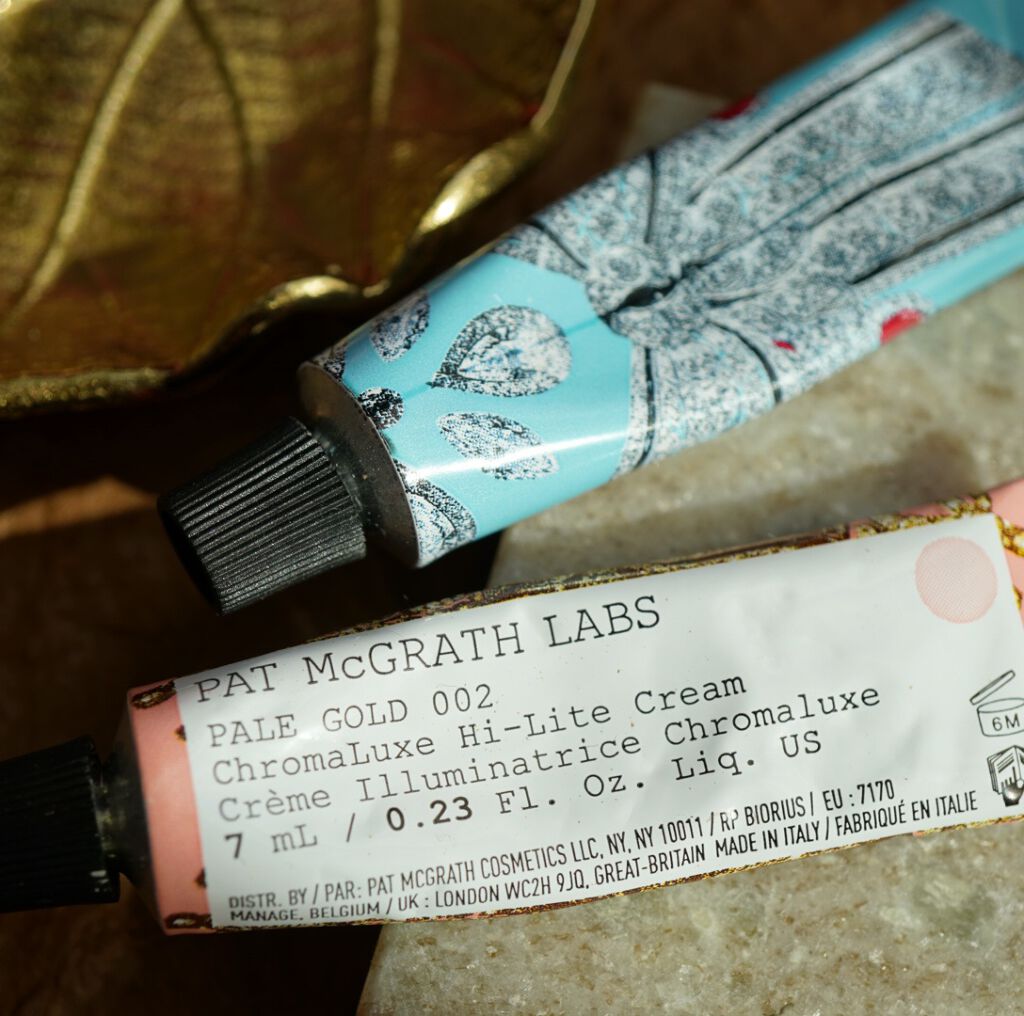 PAT McGRATH LABS
PALE GOLD 002
ChromaLuxe Hi-Lite Cream
Crème Illuminatrice Chromaluxe
7 mL / 0.23 Fl. Oz. Liq. US
DISTR. BY / PAR: PAT MCGRATH COSMETICS LLC, NY, NY 10011 / RP BIORIUS / EU : 7170
MANAGE, BELGIUM / UK : LONDON WC2H 9JQ, GREAT-BRITAIN MADE IN ITALY / FABRIQUÉ EN ITALIE
6M